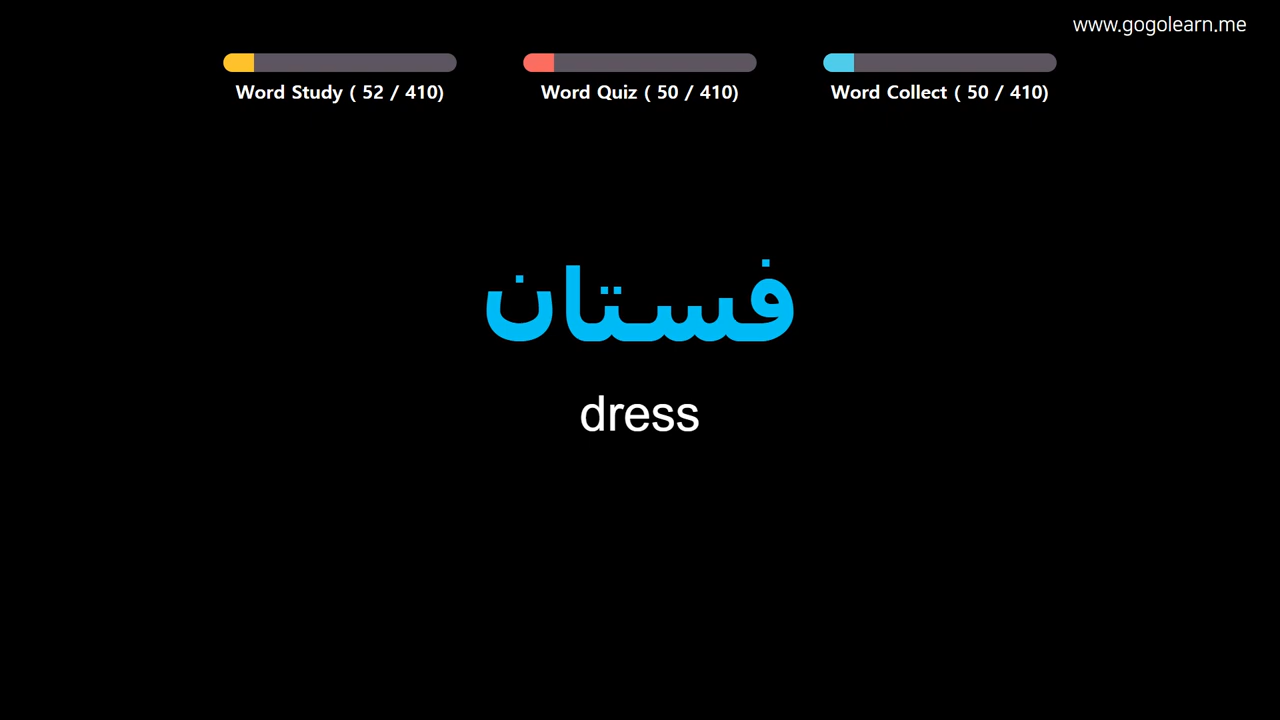 www.gogolearn.me
Word Study ( 52 / 410)
Word Quiz ( 50 / 410)
Word Collect ( 50 / 410)
فستان
dress